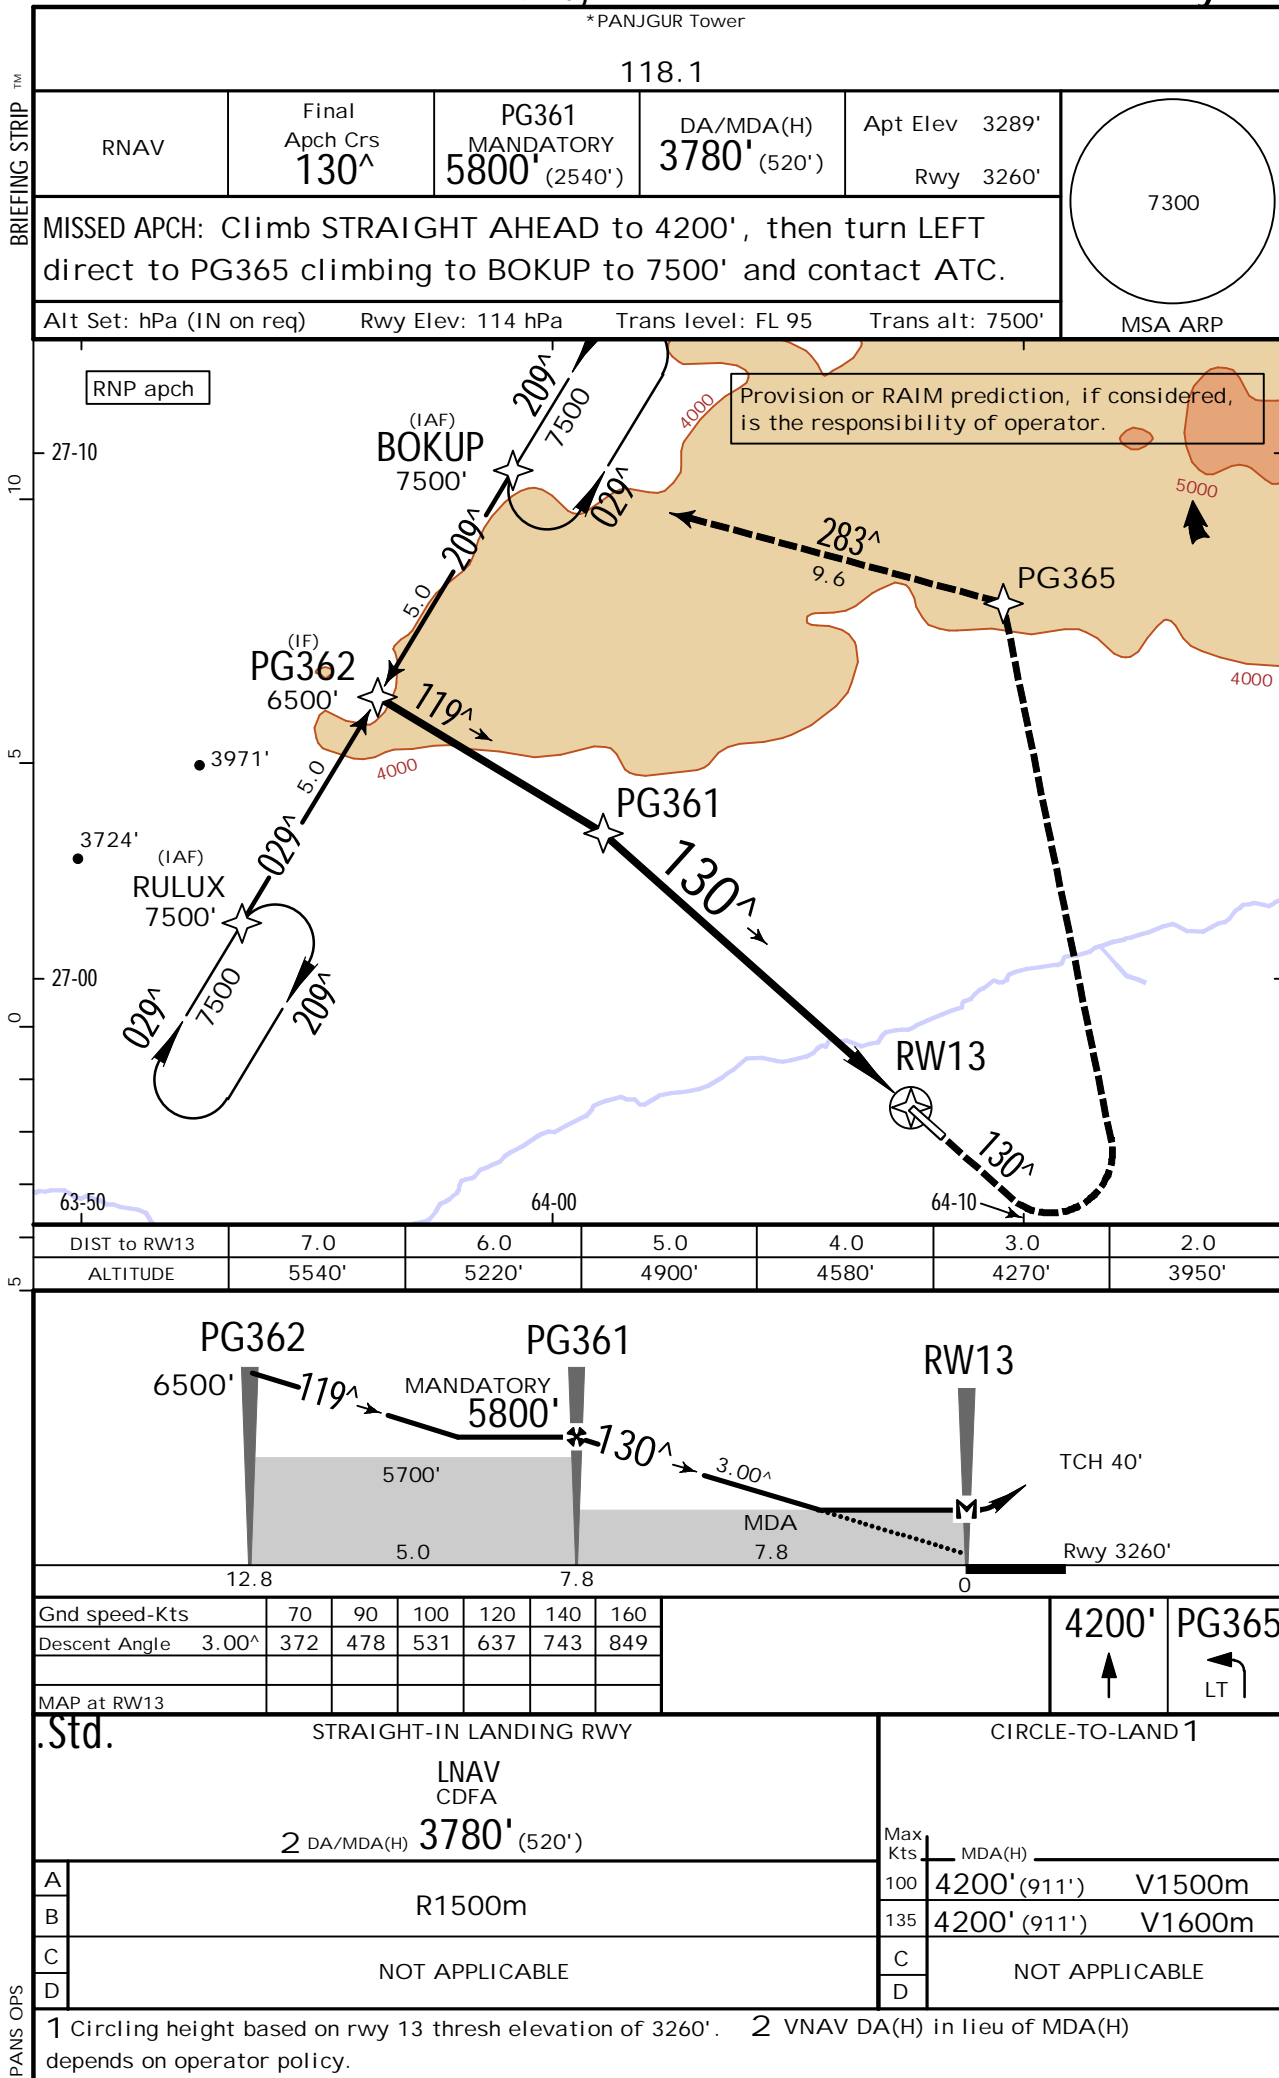 *PANJGUR Tower
118.1
BRIEFING STRIP TM
RNAV
Final
Apch Crs
130^
PG361
MANDATORY
5800' (2540')
DA/MDA(H)
3780' (520')
Apt Elev 3289'
Rwy 3260'
7300
MSA ARP
MISSED APCH: Climb STRAIGHT AHEAD to 4200', then turn LEFT
direct to PG365 climbing to BOKUP to 7500' and contact ATC.
Alt Set: hPa (IN on req) Rwy Elev: 114 hPa Trans level: FL 95 Trans alt: 7500'
RNP apch
Provision or RAIM prediction, if considered,
is the responsibility of operator.
209^
7500
4000
(IAF)
BOKUP
7500'
27-10
029^
5000
10
209^
283^
9.6
PG365
5.0
(IF)
PG362
6500'
119^
4000
5
3971'
4000
5.0
PG361
3724'
029^
130^
(IAF)
RULUX
7500'
27-00
7500
209^
029^
0
RW13
130^
63-50
64-00
64-10
DIST to RW13 7.0 6.0 5.0 4.0 3.0 2.0
ALTITUDE 5540' 5220' 4900' 4580' 4270' 3950'
5
PG362
PG361
RW13
6500'
119^
MANDATORY
5800'
130^
3.00^
TCH 40'
5700'
MDA
5.0
7.8
Rwy 3260'
12.8
7.8
0
Gnd speed-Kts 70 90 100 120 140 160
Descent Angle 3.00^ 372 478 531 637 743 849
MAP at RW13
4200'
PG365
LT
.Std.
STRAIGHT-IN LANDING RWY
CIRCLE-TO-LAND 1
LNAV
CDFA
2 DA/MDA(H) 3780' (520')
Max
Kts
MDA(H)
A
B
R1500m
100 4200' (911') V1500m
135 4200' (911') V1600m
C
D
NOT APPLICABLE
C
D
NOT APPLICABLE
PANS OPS
1 Circling height based on rwy 13 thresh elevation of 3260'. 2 VNAV DA(H) in lieu of MDA(H)
depends on operator policy.